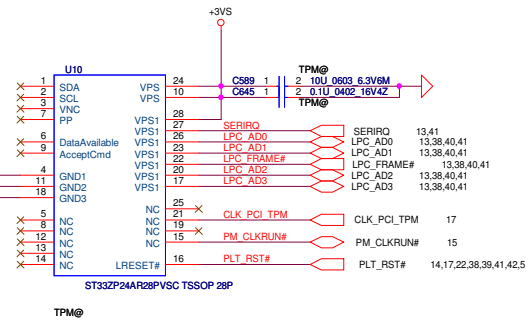 +3VS
U10
TPM@
1 SDA VPS 24 C589 1 2 10U_0603_6.3V6M
2 SCL VPS 10 C645 1 2 0.1U_0402_16V4Z
3 VNC
TPM@
7 PP VPS1 28
VPS1 27 SERIRQ SERIRQ 13,41
6 DataAvailable VPS1 26 LPC_AD0 LPC_AD0 13,38,40,41
9 AcceptCmd VPS1 23 LPC_AD1 LPC_AD1 13,38,40,41
VPS1 22 LPC_FRAME# LPC_FRAME# 13,38,40,41
4 GND1 VPS1 20 LPC_AD2 LPC_AD2 13,38,40,41
11 GND2 VPS1 17 LPC_AD3 LPC_AD3 13,38,40,41
18 GND3
NC 25
5 NC NC 21 CLK_PCI_TPM CLK_PCI_TPM 17
8 NC NC 19
12 NC NC 15 PM_CLKRUN# PM_CLKRUN# 15
13 NC
14 NC LRESET# 16 PLT_RST# PLT_RST# 14,17,22,38,39,41,42,5
ST33ZP24AR28PVSC TSSOP 28P
TPM@